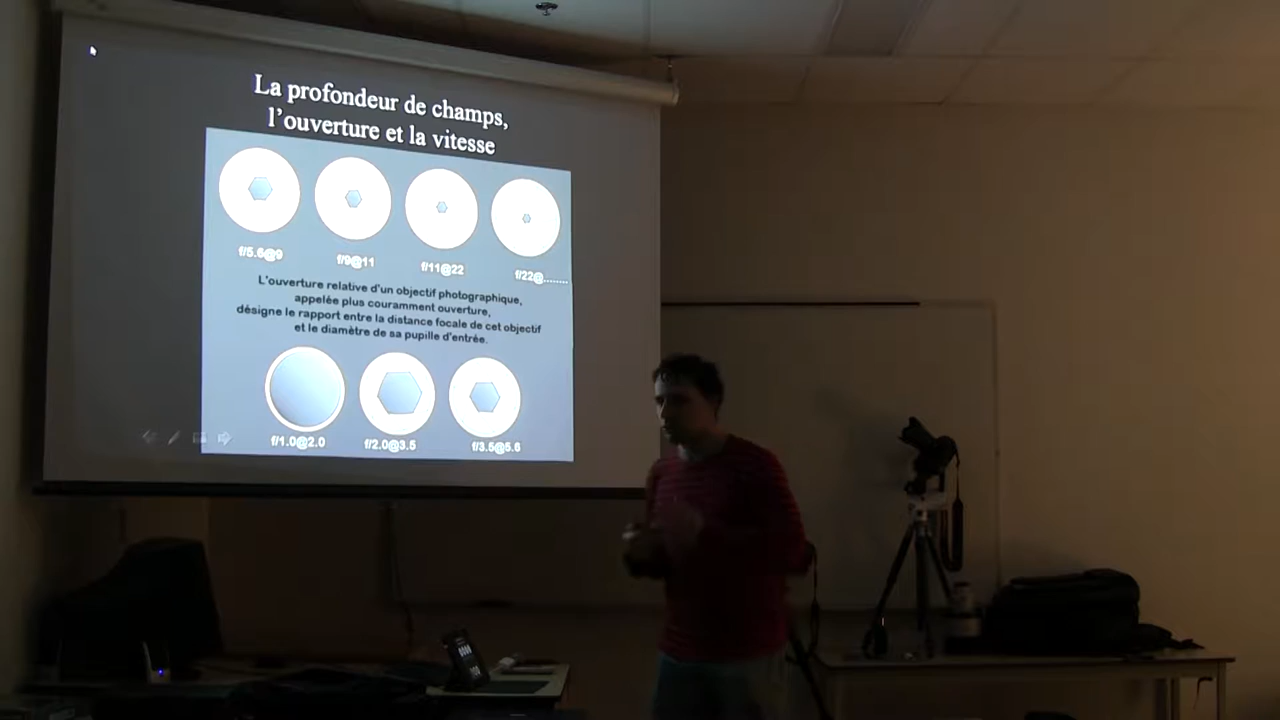 La profondeur de champs,
l'ouverture et la vitesse
f/5.6@9
f/9@11
f/11@22
f/22@........
L'ouverture relative d'un objectif photographique,
appelée plus couramment ouverture,
désigne le rapport entre la distance focale de cet objectif
et le diamètre de sa pupille d'entrée.
f/1.0@2.0
f/2.0@3.5
f/3.5@5.6